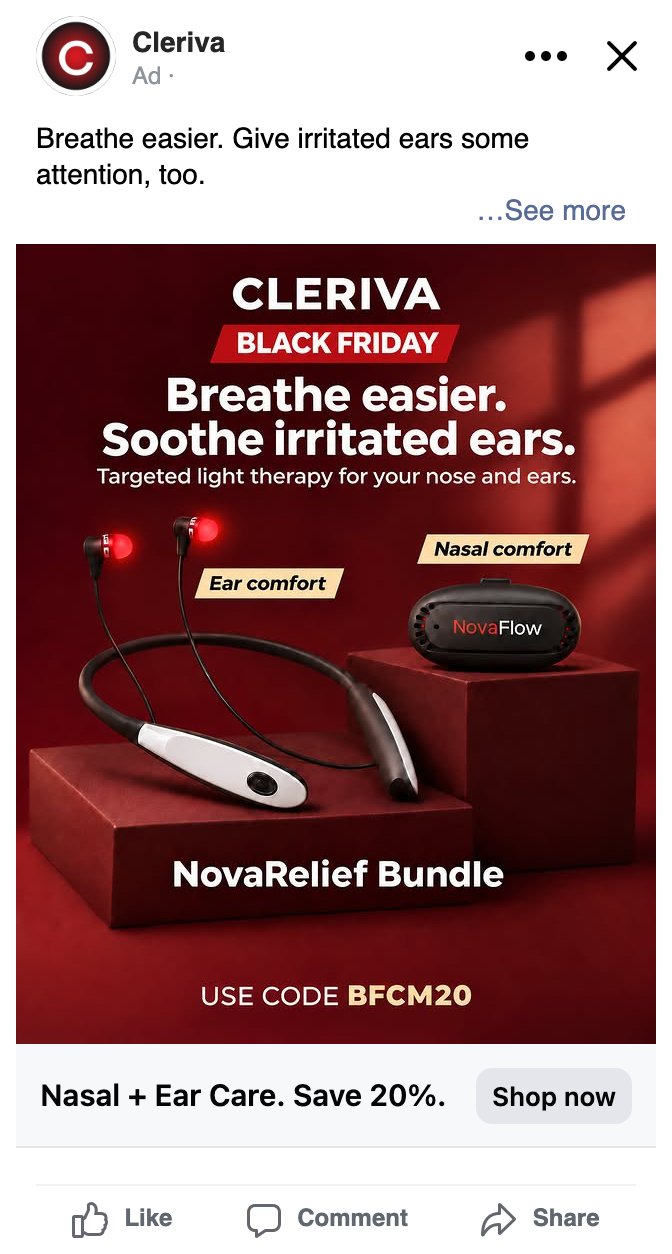 Cleriva
Ad ·
Breathe easier. Give irritated ears some
attention, too.
...See more
CLERIVA
BLACK FRIDAY
Breathe easier.
Soothe irritated ears.
Targeted light therapy for your nose and ears.
Nasal comfort
Ear comfort
NovaFlow
NovaRelief Bundle
USE CODE BFCM20
Nasal + Ear Care. Save 20%.
Shop now
Like
Comment
Share